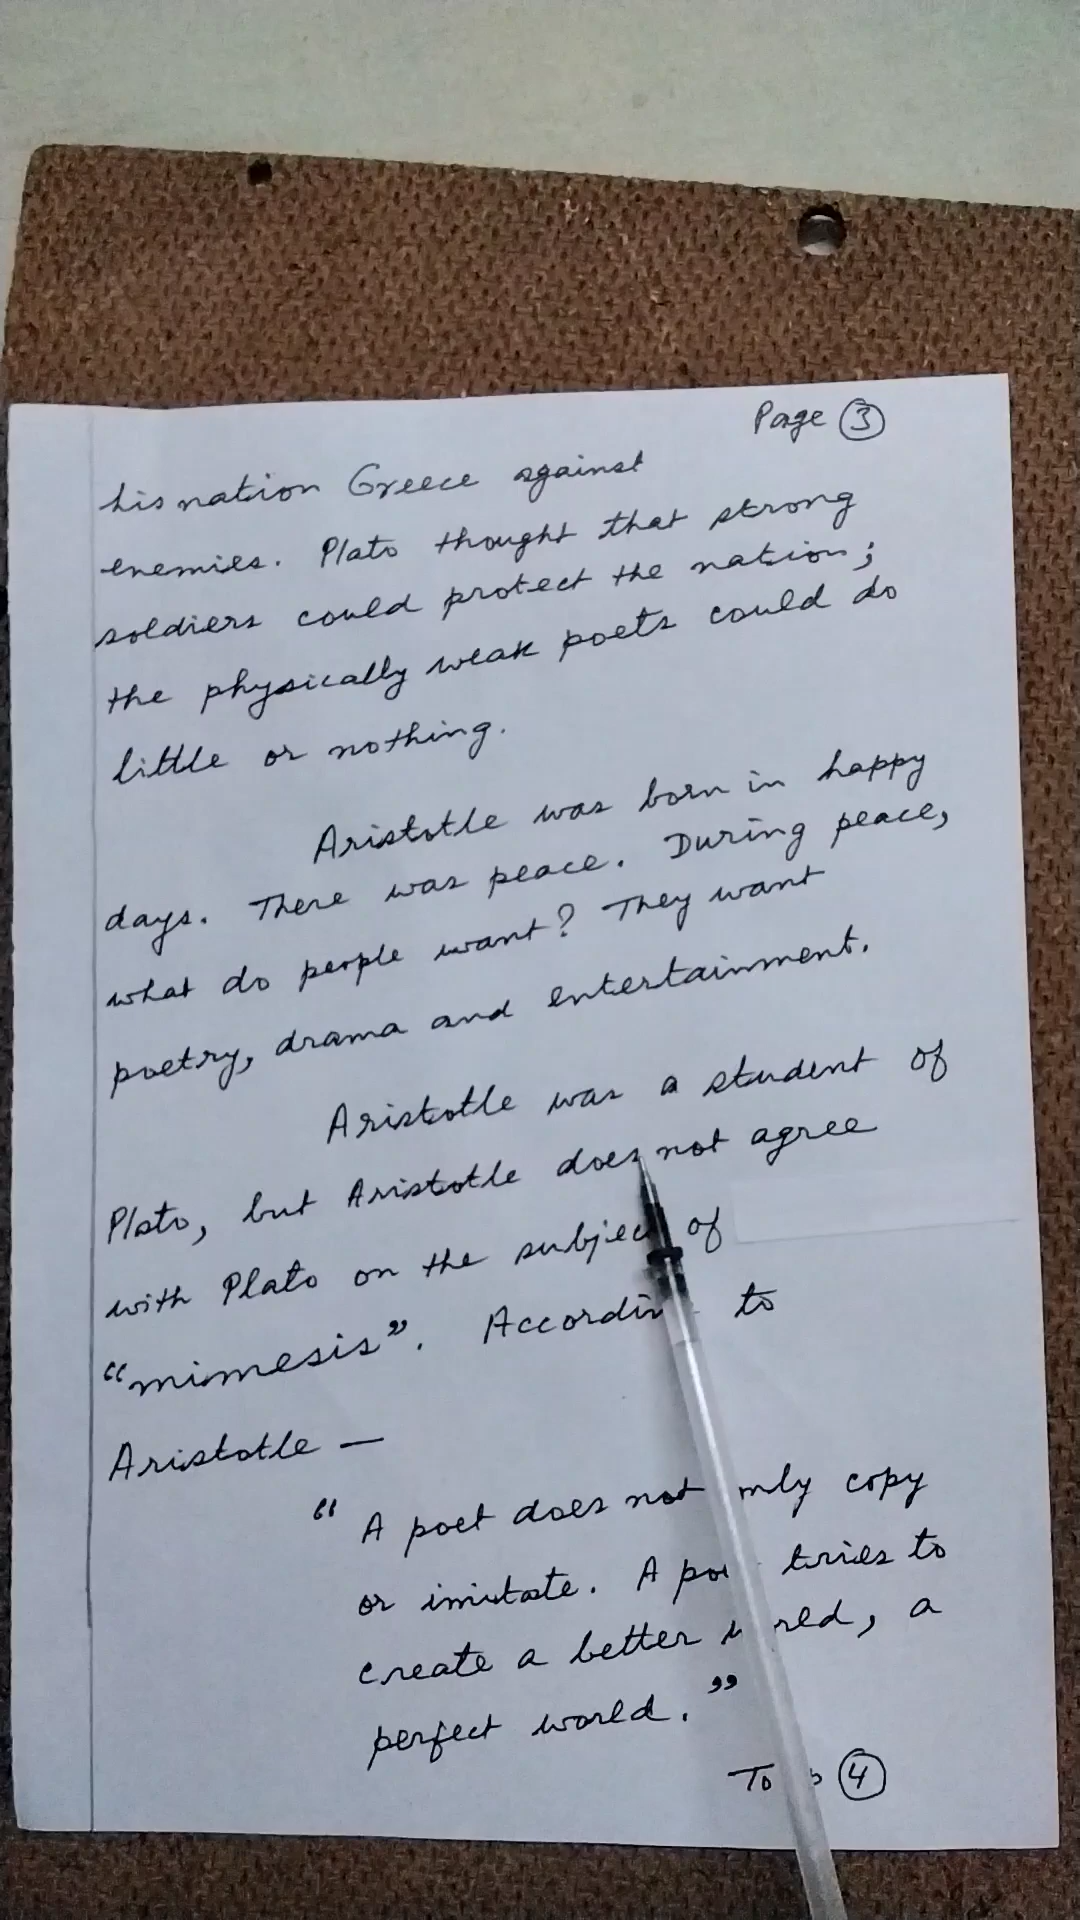 Page 3
his nation Greece against
enemies. Plato thought that strong
soldiers could protect the nation;
the physically weak poets could do
little or nothing.
Aristotle was born in happy
days. There was peace. During peace,
what do people want? They want
poetry, drama and entertainment.
Aristotle was a student of
Plato, but Aristotle does not agree
with Plato on the subject of
"mimesis". According to
Aristotle —
"A poet does not only copy
or imitate. A poet tries to
create a better world, a
perfect world."
To 4